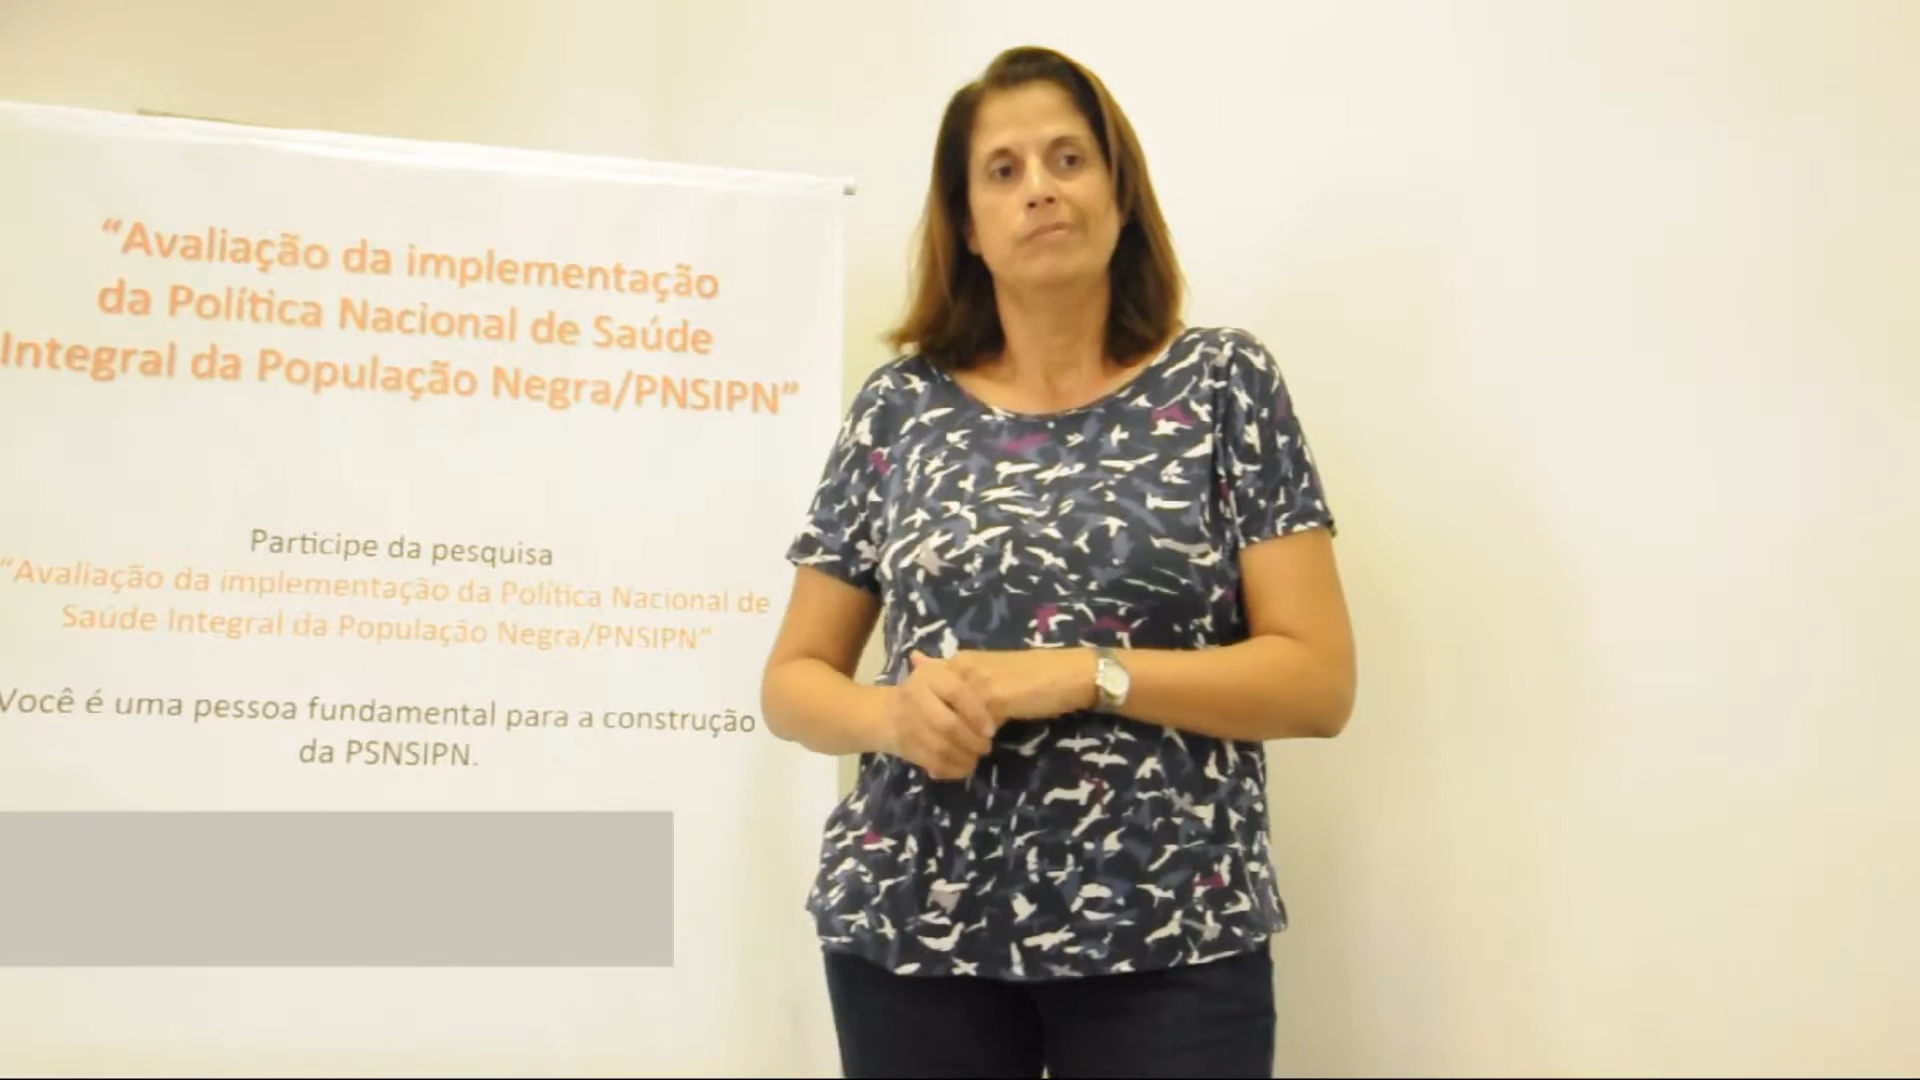 “Avaliação da implementação
da Política Nacional de Saúde
Integral da População Negra/PNSIPN”
Participe da pesquisa
“Avaliação da implementação da Política Nacional de
Saúde Integral da População Negra/PNSIPN”
Você é uma pessoa fundamental para a construção
da PSNSIPN.